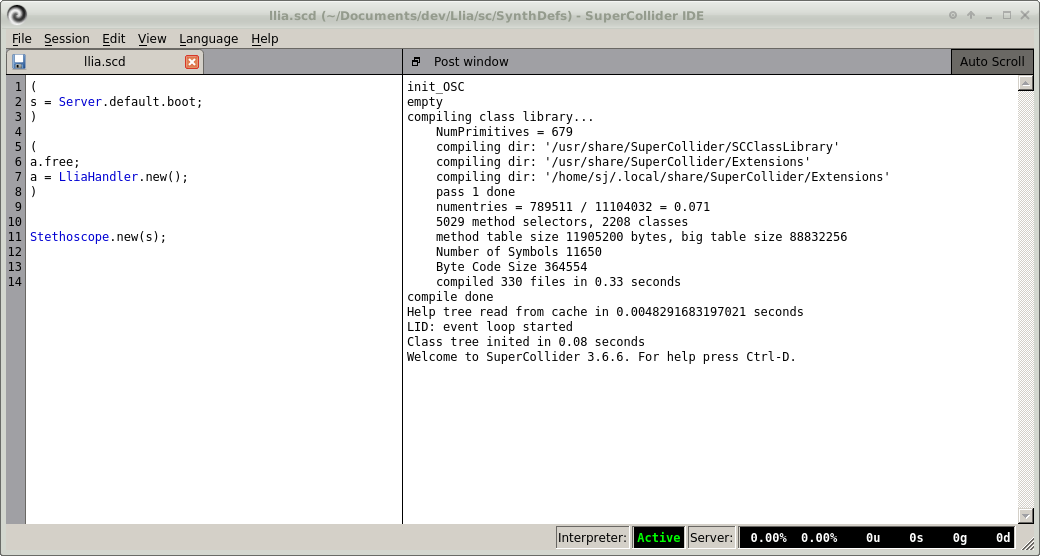 llia.scd (~/Documents/dev/Llia/sc/SynthDefs) - SuperCollider IDE
File Session Edit View Language Help
llia.scd
Post window
Auto Scroll
1 (
2 s = Server.default.boot;
3 )
4
5 (
6 a.free;
7 a = LliaHandler.new();
8 )
9
10
11 Stethoscope.new(s);
12
13
14
init_OSC
empty
compiling class library...
    NumPrimitives = 679
    compiling dir: '/usr/share/SuperCollider/SCClassLibrary'
    compiling dir: '/usr/share/SuperCollider/Extensions'
    compiling dir: '/home/sj/.local/share/SuperCollider/Extensions'
    pass 1 done
    numentries = 789511 / 11104032 = 0.071
    5029 method selectors, 2208 classes
    method table size 11905200 bytes, big table size 88832256
    Number of Symbols 11650
    Byte Code Size 364554
    compiled 330 files in 0.33 seconds
compile done
Help tree read from cache in 0.0048291683197021 seconds
LID: event loop started
Class tree inited in 0.08 seconds
Welcome to SuperCollider 3.6.6. For help press Ctrl-D.
Interpreter: Active Server: 0.00% 0.00% 0u 0s 0g 0d